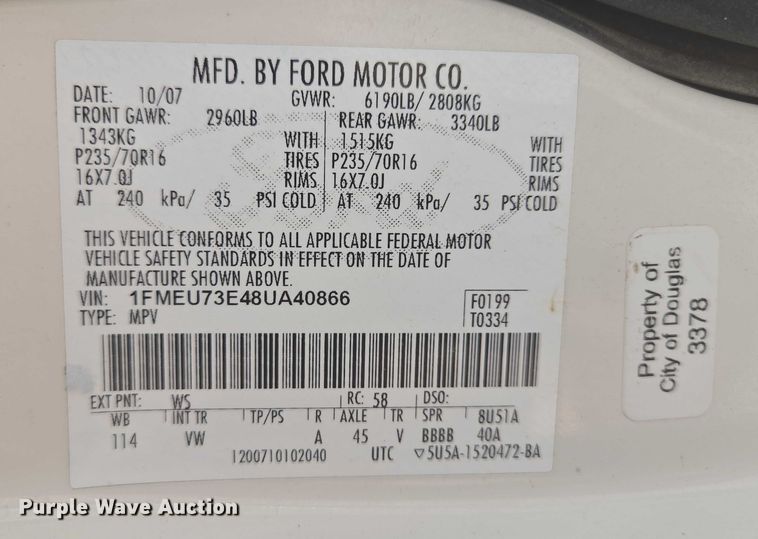 MFD. BY FORD MOTOR CO.
DATE: 10/07 GVWR: 6190LB/ 2808KG
FRONT GAWR: 2960LB REAR GAWR: 3340LB
1343KG WITH 1515KG WITH
P235/70R16 TIRES P235/70R16 TIRES
16X7.0J RIMS 16X7.0J RIMS
AT 240 kPa/ 35 PSI COLD AT 240 kPa/ 35 PSI COLD
THIS VEHICLE CONFORMS TO ALL APPLICABLE FEDERAL MOTOR
VEHICLE SAFETY STANDARDS IN EFFECT ON THE DATE OF
MANUFACTURE SHOWN ABOVE.
VIN: 1FMEU73E48UA40866 F0199
TYPE: MPV T0334
EXT PNT: WS RC: 58 DSO:
WB INT TR TP/PS R AXLE TR SPR 8U51A
114 VW A 45 V BBBB 40A
1200710102040 UTC ▽5U5A-1520472-BA
Property of
City of Douglas
3378
Purple Wave Auction